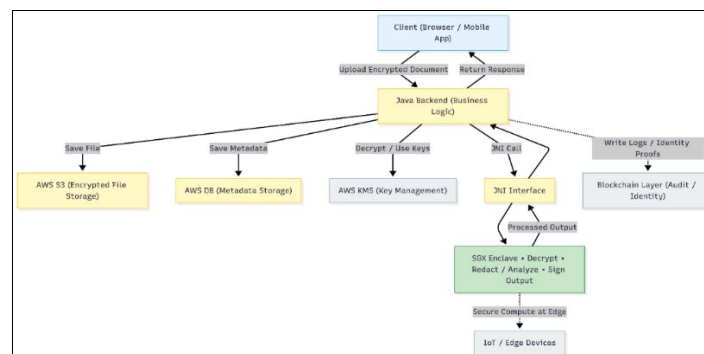 Client (Browser / Mobile
App)
Upload Encrypted Document
Return Response
Java Backend (Business
Logic)
Save File
Save Metadata
Decrypt / Use Keys
JNI Call
Write Logs / Identity
Proofs
AWS S3 (Encrypted File
Storage)
AWS DB (Metadata Storage)
AWS KMS (Key Management)
JNI Interface
Blockchain Layer (Audit /
Identity)
Processed Output
SGX Enclave • Decrypt •
Redact / Analyze • Sign
Output
Secure Compute at Edge
IoT / Edge Devices